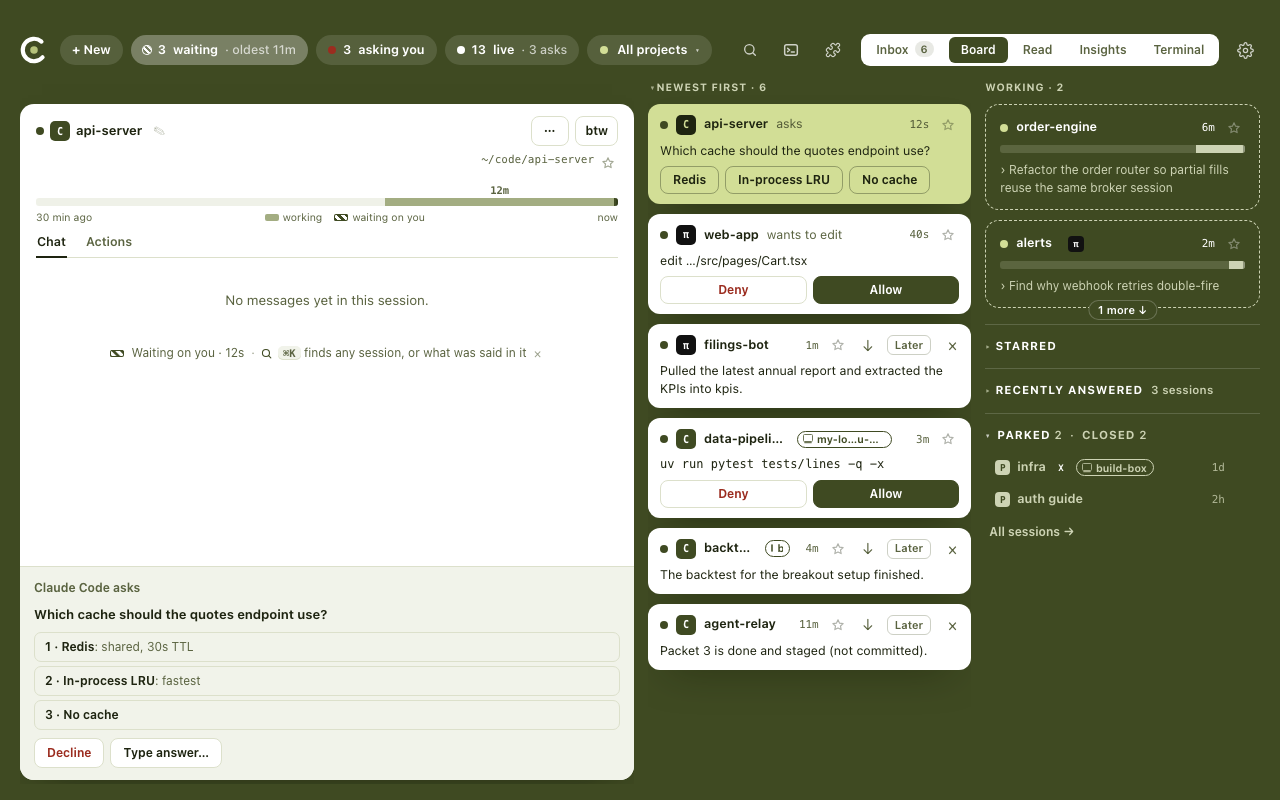 + New
3 waiting · oldest 11m
3 asking you
13 live · 3 asks
All projects
Inbox 6
Board
Read
Insights
Terminal
C api-server
...
btw
~/code/api-server
12m
30 min ago
working
waiting on you
now
Chat
Actions
No messages yet in this session.
Waiting on you · 12s · ⌘K finds any session, or what was said in it ×
Claude Code asks
Which cache should the quotes endpoint use?
1 · Redis: shared, 30s TTL
2 · In-process LRU: fastest
3 · No cache
Decline
Type answer...
NEWEST FIRST · 6
C api-server asks 12s
Which cache should the quotes endpoint use?
Redis
In-process LRU
No cache
π web-app wants to edit 40s
edit .../src/pages/Cart.tsx
Deny
Allow
π filings-bot 1m ↓ Later ×
Pulled the latest annual report and extracted the
KPIs into kpis.
C data-pipeli... my-lo...u-... 3m
uv run pytest tests/lines -q -x
Deny
Allow
C backt... 4m ↓ Later ×
The backtest for the breakout setup finished.
C agent-relay 11m ↓ Later ×
Packet 3 is done and staged (not committed).
WORKING · 2
order-engine 6m
› Refactor the order router so partial fills
reuse the same broker session
alerts π 2m
› Find why webhook retries double-fire
1 more ↓
STARRED
RECENTLY ANSWERED 3 sessions
PARKED 2 · CLOSED 2
P infra X build-box 1d
P auth guide 2h
All sessions →